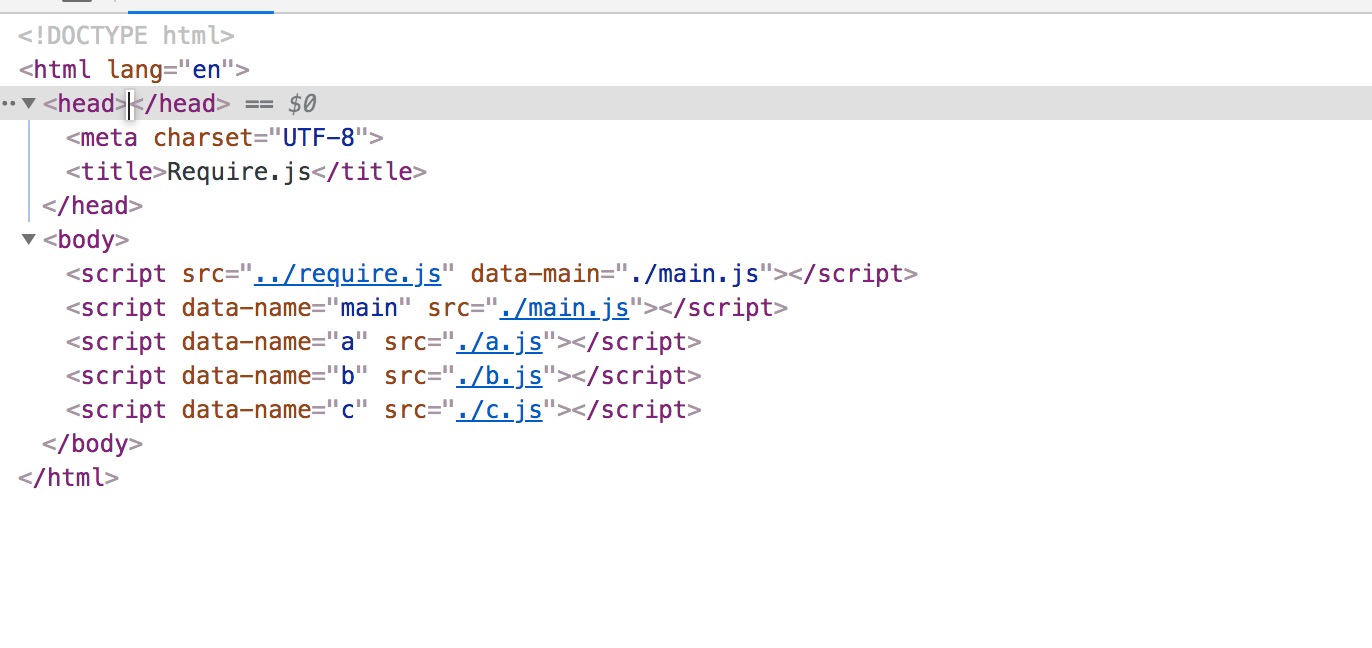 <!DOCTYPE html>
<html lang="en">
<head></head> == $0
<meta charset="UTF-8">
<title>Require.js</title>
</head>
<body>
<script src="../require.js" data-main="./main.js"></script>
<script data-name="main" src="./main.js"></script>
<script data-name="a" src="./a.js"></script>
<script data-name="b" src="./b.js"></script>
<script data-name="c" src="./c.js"></script>
</body>
</html>